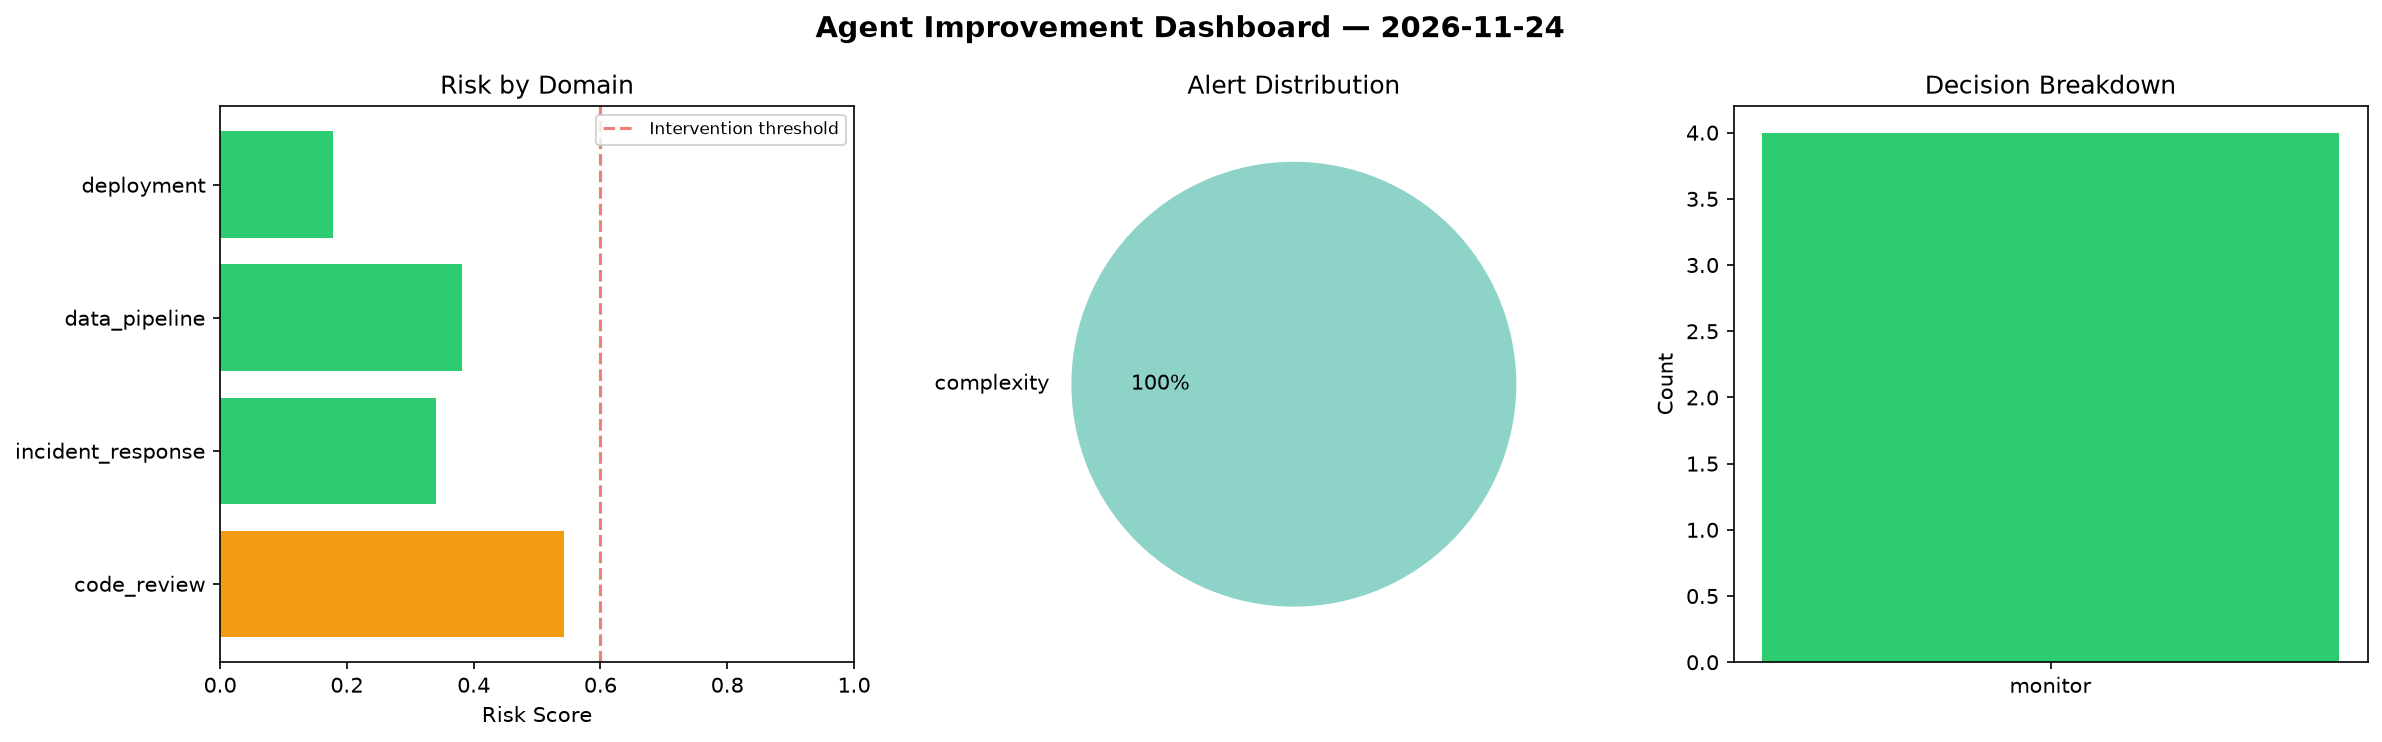 Agent Improvement Dashboard — 2026-11-24
Risk by Domain
Intervention threshold
deployment
data_pipeline
incident_response
code_review
0.0 0.2 0.4 0.6 0.8 1.0
Risk Score
Alert Distribution
complexity
100%
Decision Breakdown
4.0
3.5
3.0
2.5
2.0
1.5
1.0
0.5
0.0
Count
monitor